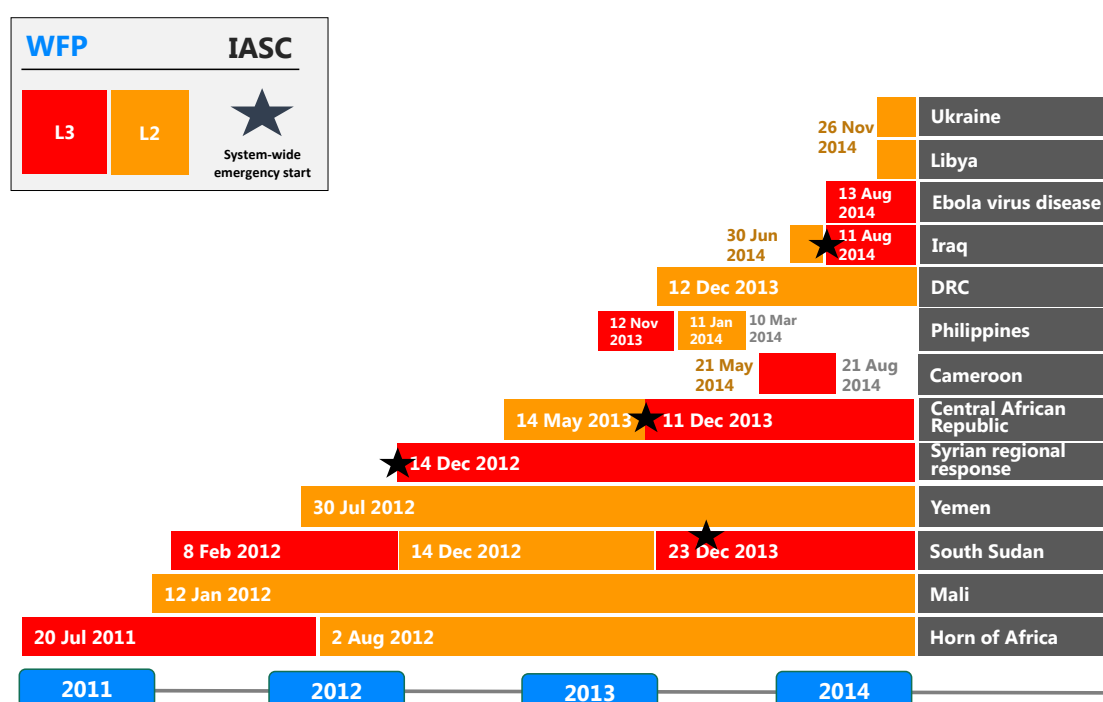 WFP
IASC
L3
L2
System-wide
emergency start
26 Nov
2014
Ukraine
Libya
13 Aug
2014
Ebola virus disease
30 Jun
2014
11 Aug
2014
Iraq
12 Dec 2013
DRC
12 Nov
2013
11 Jan
2014
10 Mar
2014
Philippines
21 May
2014
21 Aug
2014
Cameroon
14 May 2013
11 Dec 2013
Central African
Republic
14 Dec 2012
Syrian regional
response
30 Jul 2012
Yemen
8 Feb 2012
14 Dec 2012
23 Dec 2013
South Sudan
12 Jan 2012
Mali
20 Jul 2011
2 Aug 2012
Horn of Africa
2011
2012
2013
2014